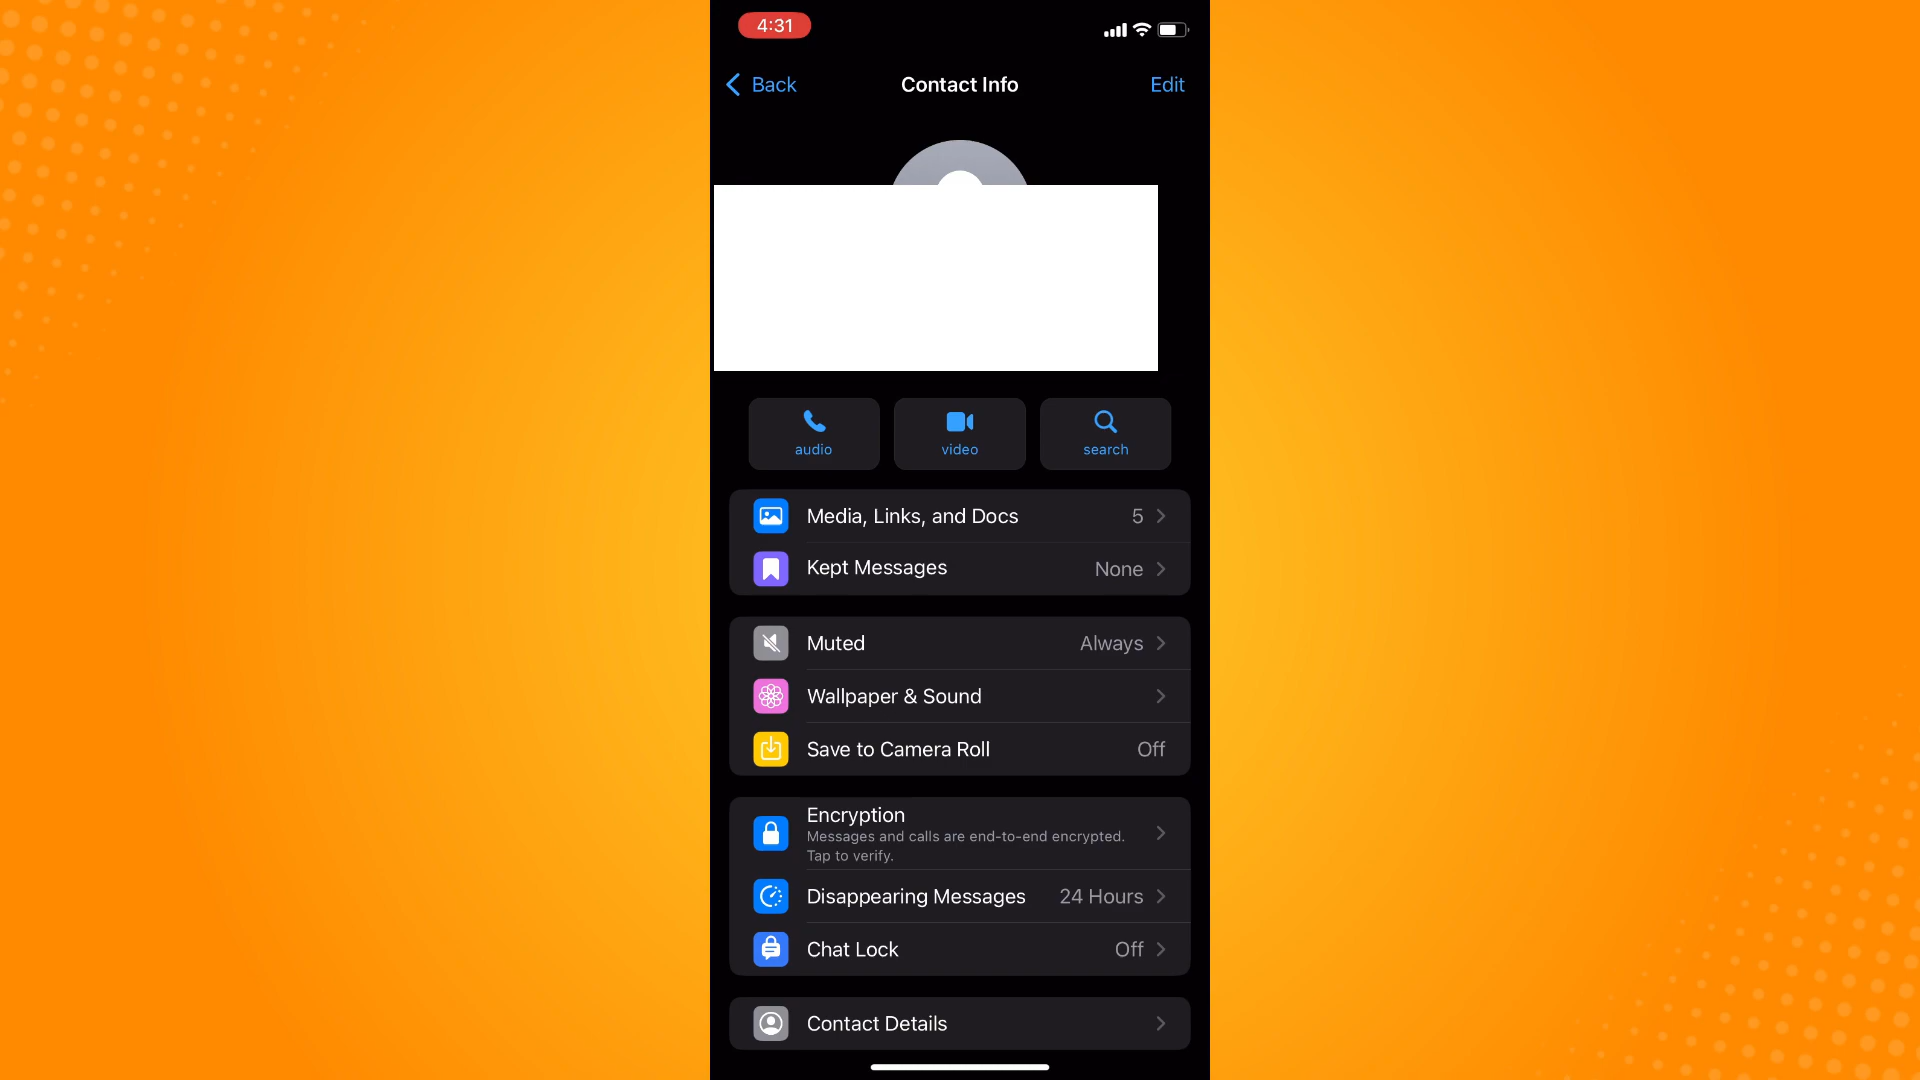 4:31
Back
Contact Info
Edit
audio
video
search
Media, Links, and Docs
5
Kept Messages
None
Muted
Always
Wallpaper & Sound
Save to Camera Roll
Off
Encryption
Messages and calls are end-to-end encrypted.
Tap to verify.
Disappearing Messages
24 Hours
Chat Lock
Off
Contact Details